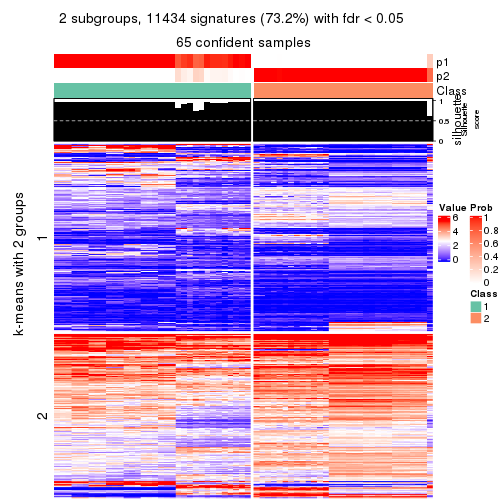 2 subgroups, 11434 signatures (73.2%) with fdr < 0.05
65 confident samples
p1
p2
Class
1
0.5
0
silhouette
Silhouette
score
k-means with 2 groups
1
2
Value
6
4
2
0
Prob
1
0.8
0.6
0.4
0.2
0
Class
1
2